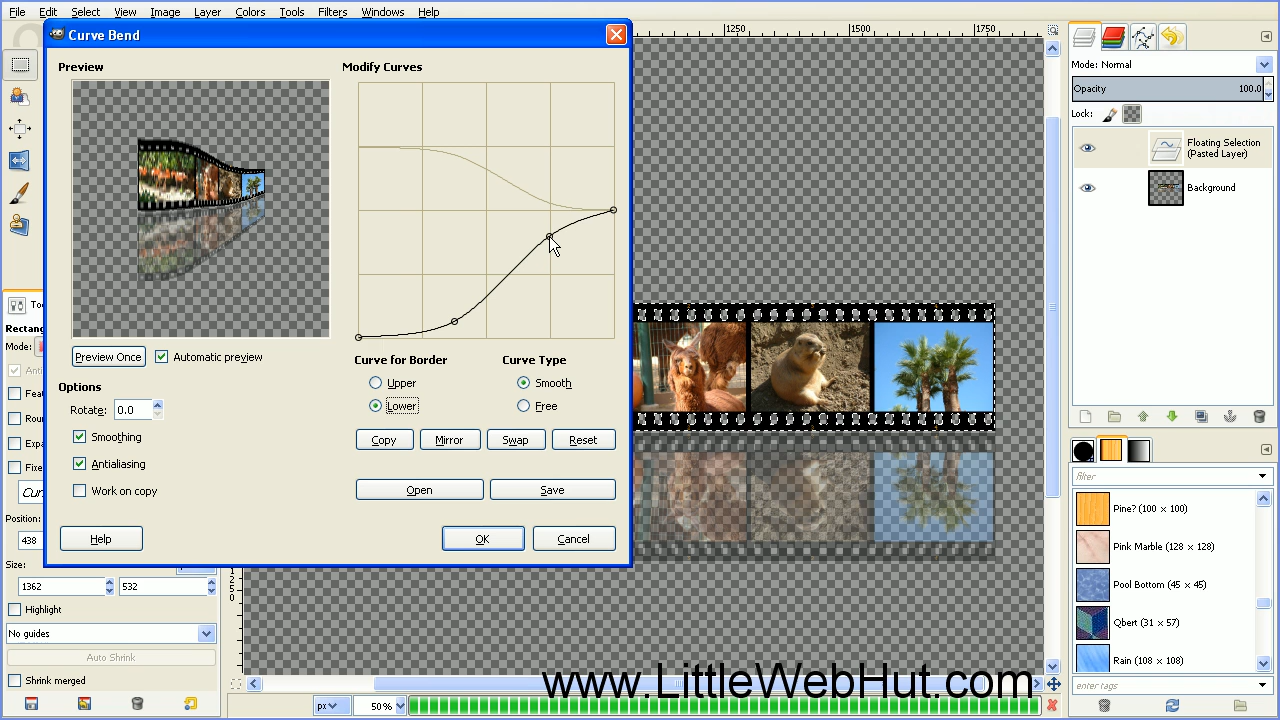 File Edit Select View Image Layer Colors Tools Filters Windows Help
Curve Bend
Preview
Modify Curves
Preview Once
Automatic preview
Options
Rotate: 0.0
Smoothing
Antialiasing
Work on copy
Curve for Border
Upper
Lower
Curve Type
Smooth
Free
Copy Mirror Swap Reset
Open Save
Help OK Cancel
1250 1500 1750
Mode: Normal
Opacity 100.0
Lock:
Floating Selection
(Pasted Layer)
Background
filter
Pine? (100 × 100)
Pink Marble (128 × 128)
Pool Bottom (45 × 45)
Qbert (31 × 57)
Rain (108 × 108)
enter tags
Mode:
Position:
438
Size:
1362 532
Highlight
No guides
Auto Shrink
Shrink merged
px 50%
www.LittleWebHut.com